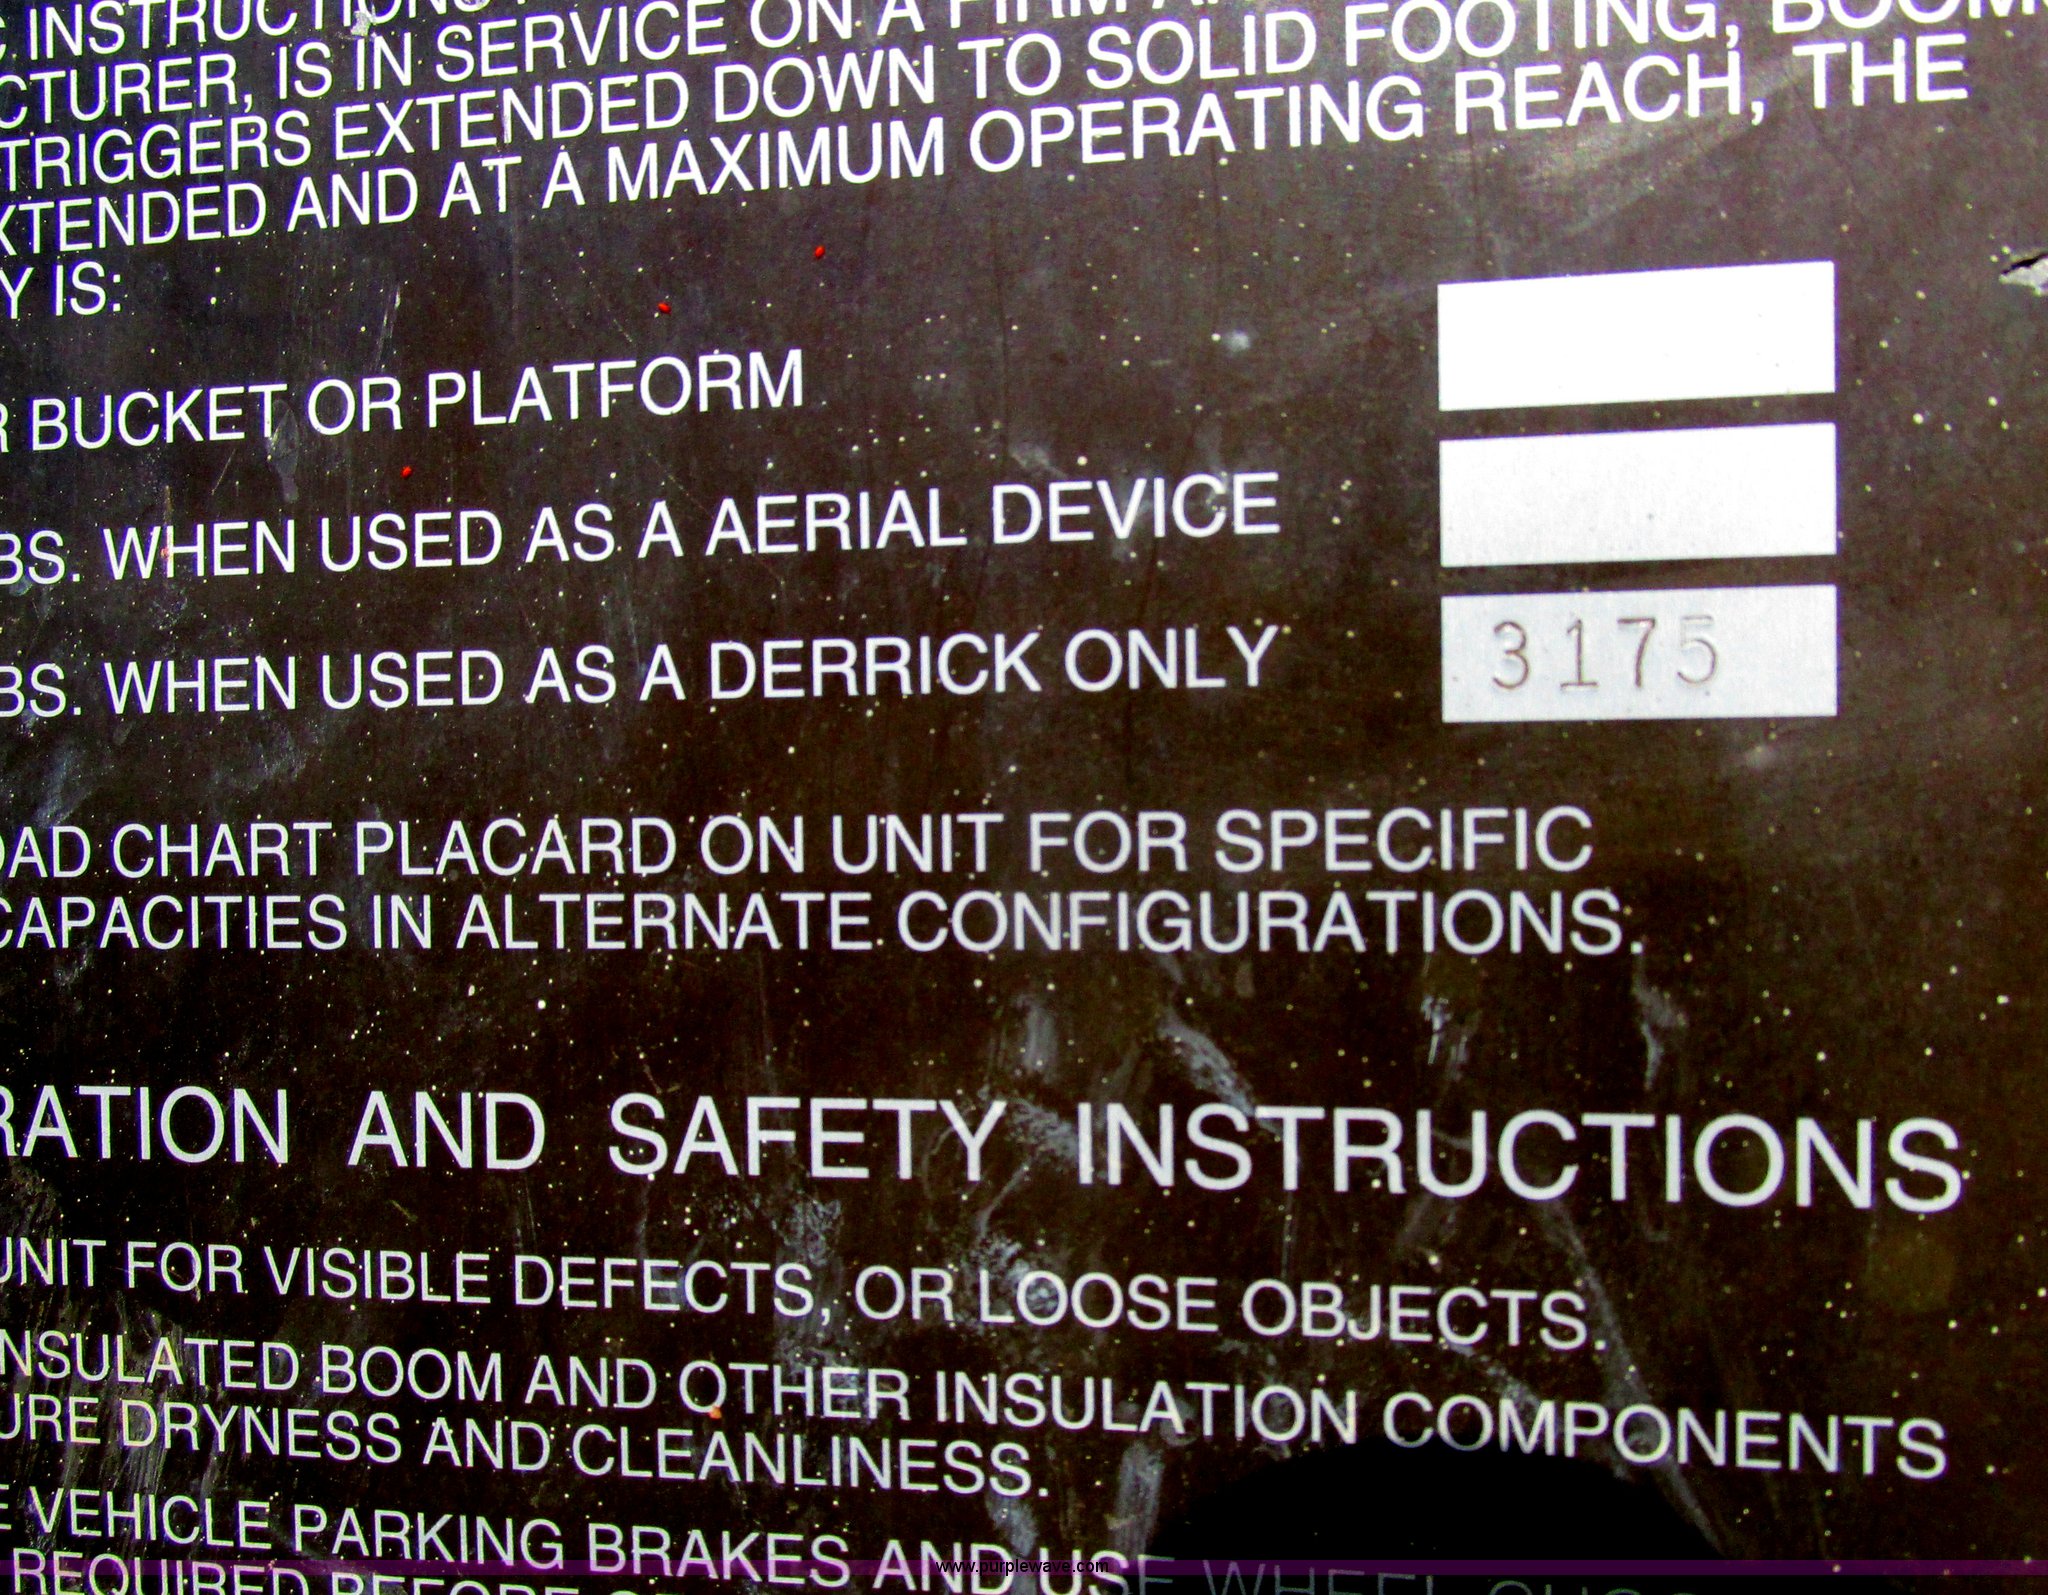 INSTRUCTIONS
CTURER, IS IN SERVICE ON A FIRM
TRIGGERS EXTENDED DOWN TO SOLID FOOTING, BOOM
XTENDED AND AT A MAXIMUM OPERATING REACH, THE
Y IS:
R BUCKET OR PLATFORM
BS. WHEN USED AS A AERIAL DEVICE
BS. WHEN USED AS A DERRICK ONLY 3175
OAD CHART PLACARD ON UNIT FOR SPECIFIC
CAPACITIES IN ALTERNATE CONFIGURATIONS.
RATION AND SAFETY INSTRUCTIONS
UNIT FOR VISIBLE DEFECTS, OR LOOSE OBJECTS.
INSULATED BOOM AND OTHER INSULATION COMPONENTS
URE DRYNESS AND CLEANLINESS.
E VEHICLE PARKING BRAKES AND USE WHEEL
REQUIRED BEFORE
www.purplewave.com